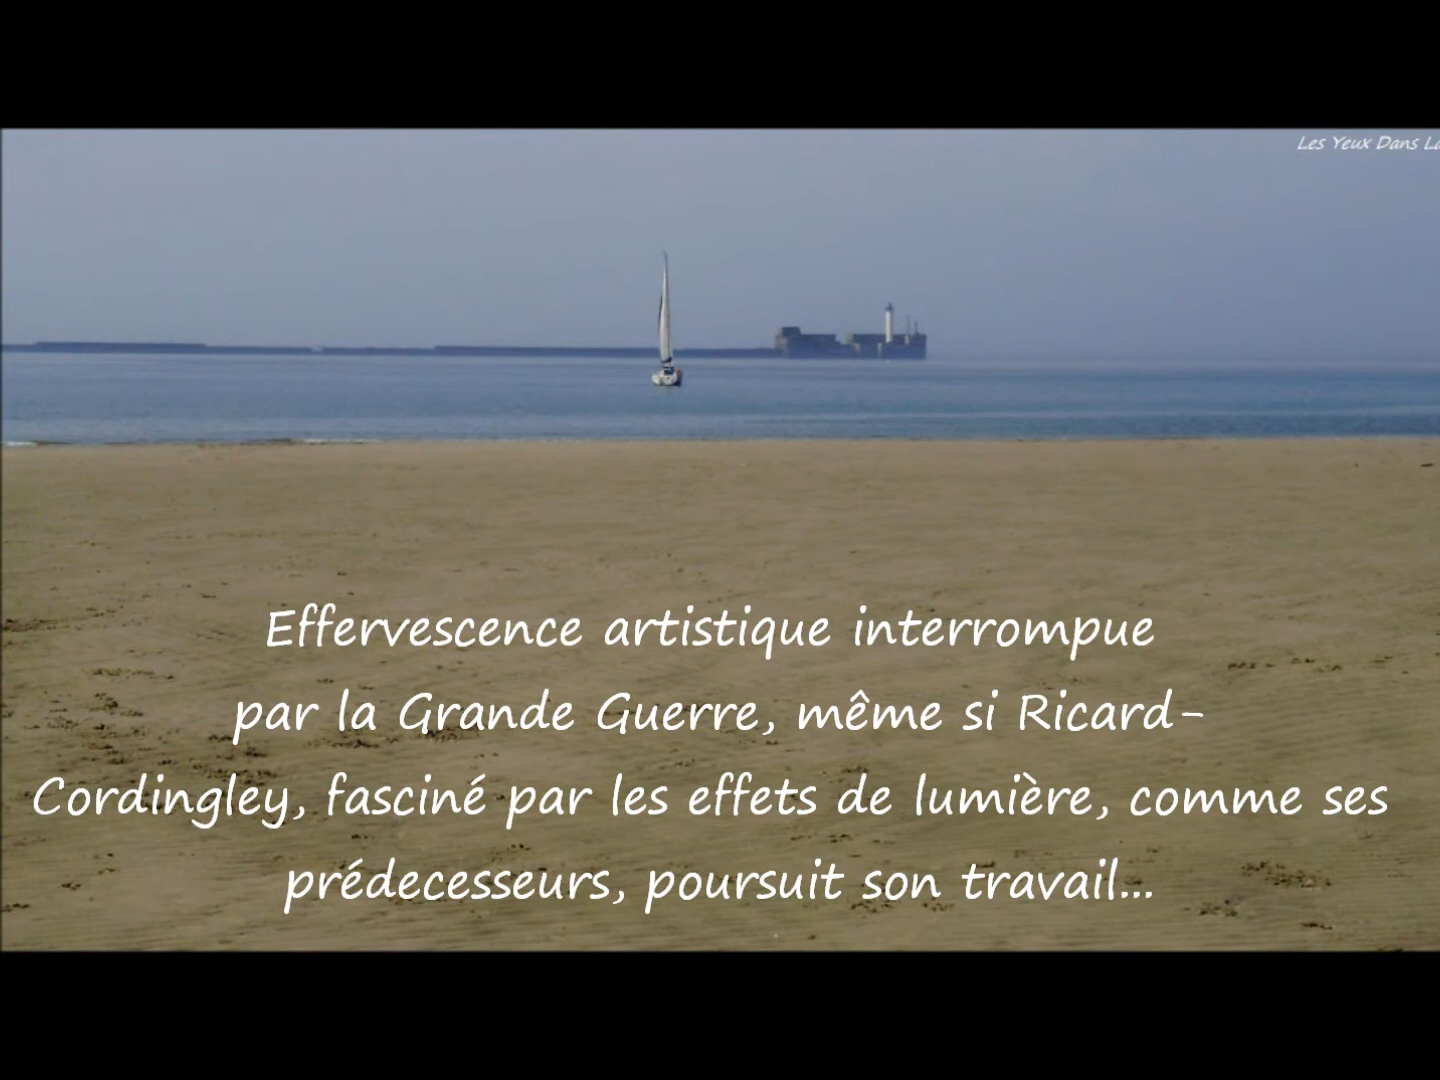 Les Yeux Dans La
Effervescence artistique interrompue
par la Grande Guerre, même si Ricard-
Cordingley, fasciné par les effets de lumière, comme ses
prédecesseurs, poursuit son travail...